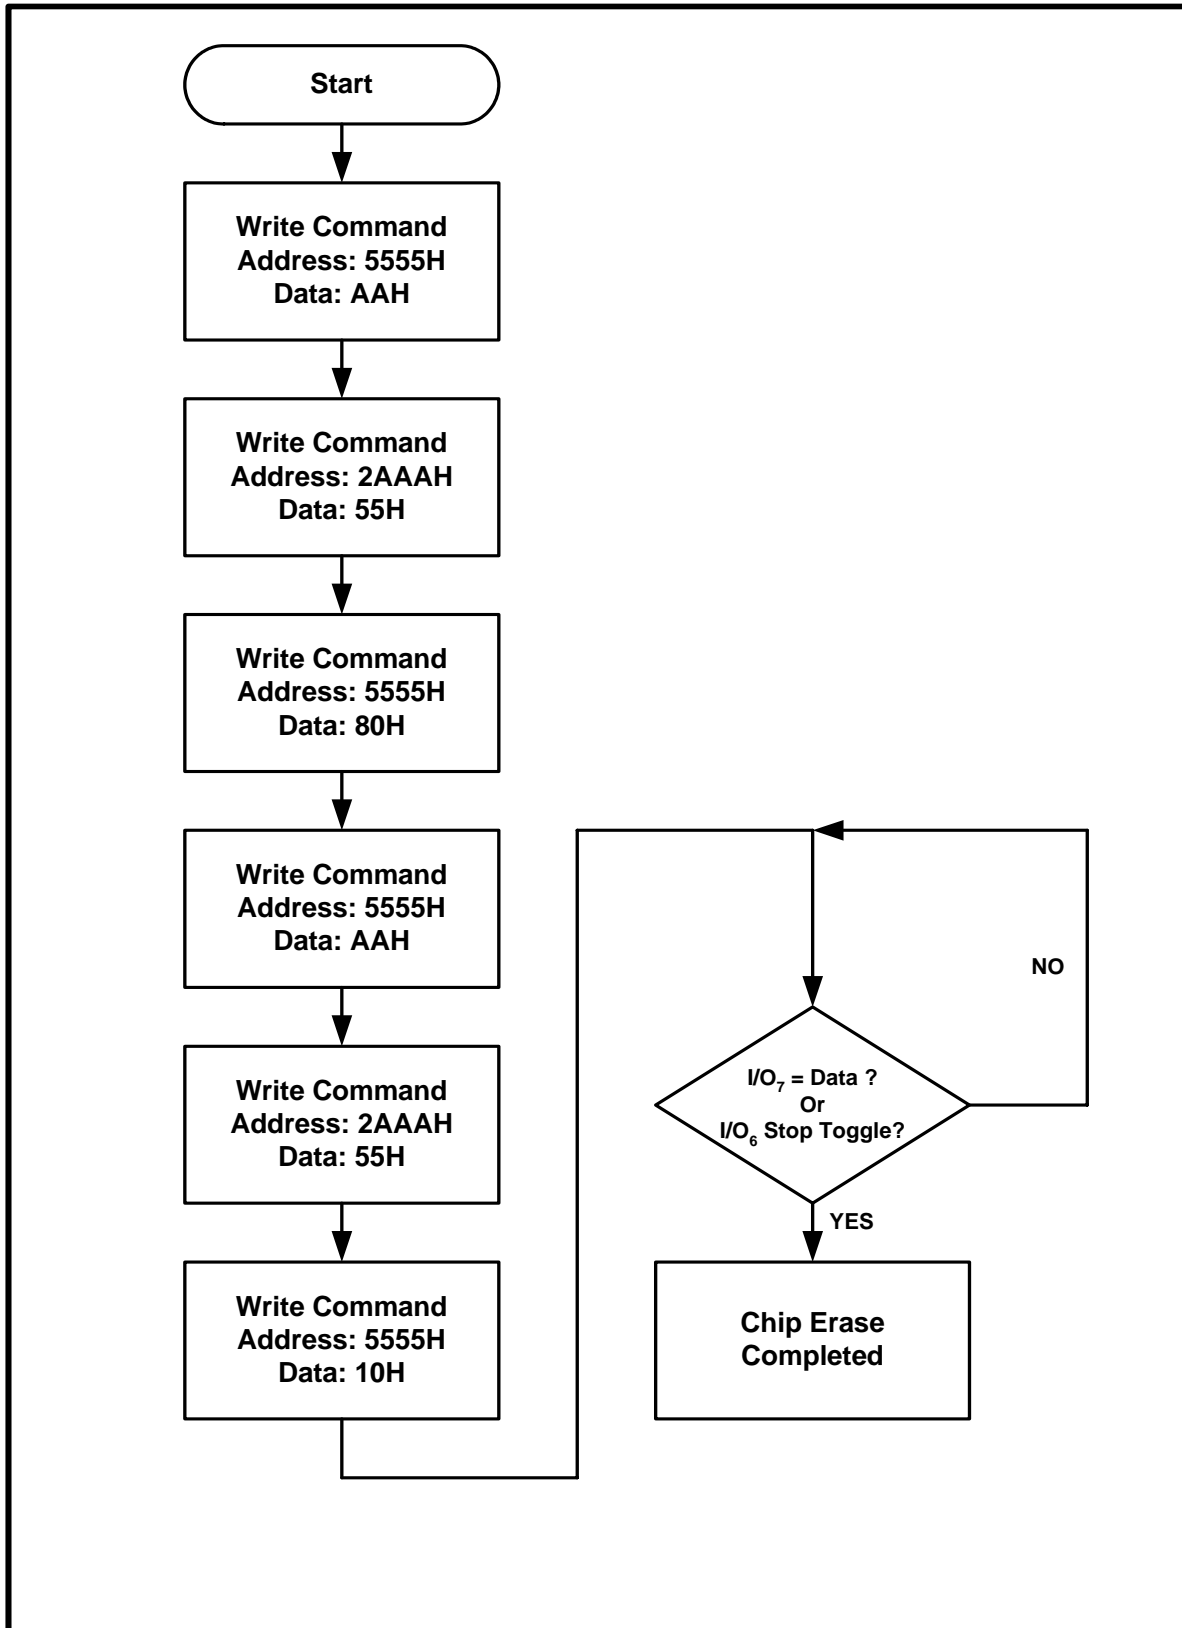 Start
Write Command
Address: 5555H
Data: AAH
Write Command
Address: 2AAAH
Data: 55H
Write Command
Address: 5555H
Data: 80H
Write Command
Address: 5555H
Data: AAH
Write Command
Address: 2AAAH
Data: 55H
Write Command
Address: 5555H
Data: 10H
NO
I/O₇ = Data ?
Or
I/O₆ Stop Toggle?
YES
Chip Erase
Completed